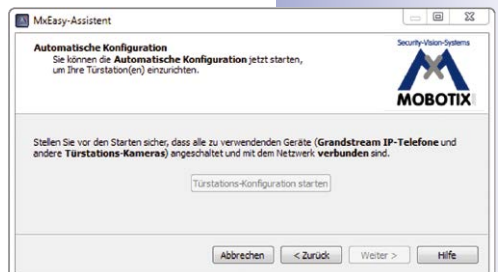 MxEasy-Assistent
Automatische Konfiguration
Sie können die Automatische Konfiguration jetzt starten,
um Ihre Türstation(en) einzurichten.
Security-Vision-Systems
MOBOTIX
Stellen Sie vor den Starten sicher, dass alle zu verwendenden Geräte (Grandstream IP-Telefone und
andere Türstations-Kameras) angeschaltet und mit dem Netzwerk verbunden sind.
Türstations-Konfiguration starten
Abbrechen < Zurück Weiter > Hilfe